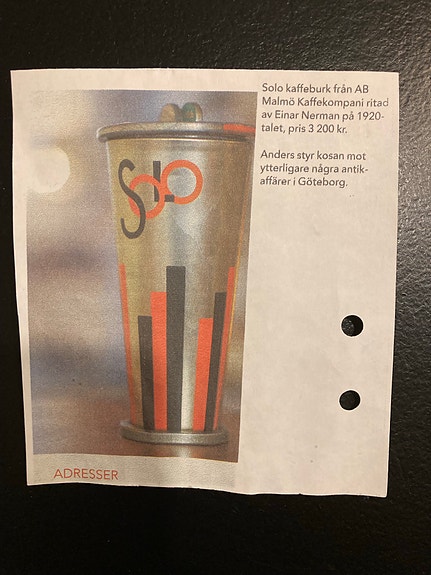 Solo kaffeburk från AB
Malmö Kaffekompani ritad
av Einar Nerman på 1920-
talet, pris 3 200 kr.
Anders styr kosan mot
ytterligare några antik-
affärer i Göteborg.
SOLO
ADRESSER